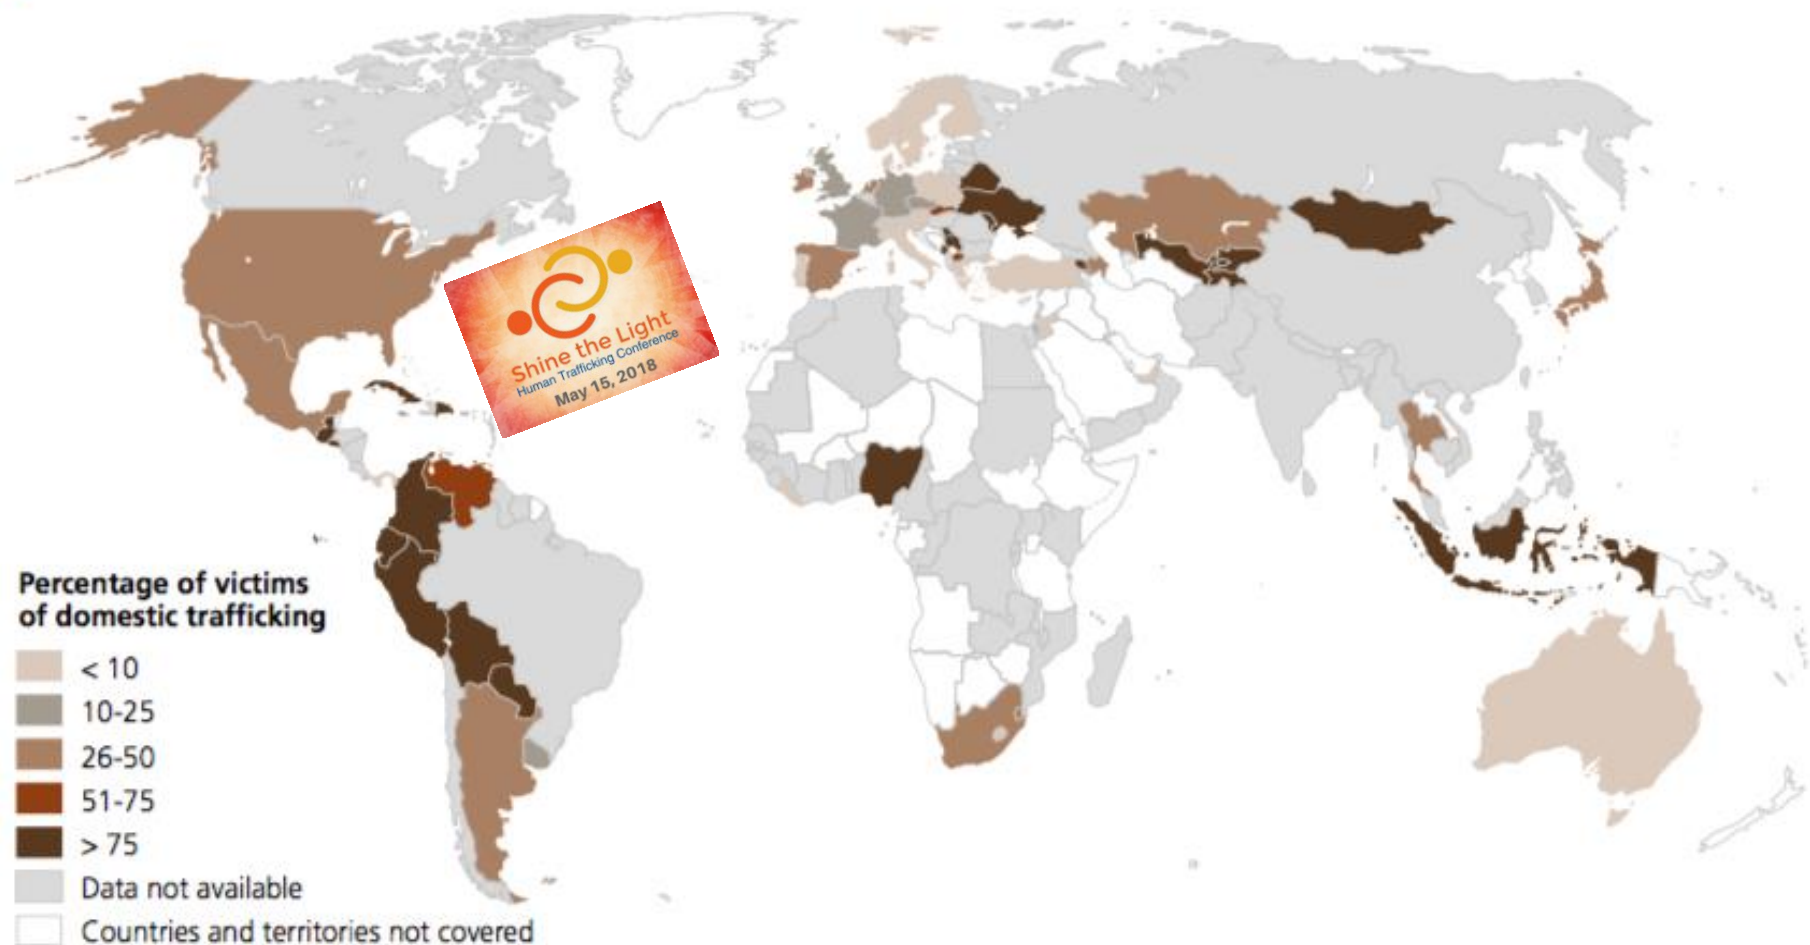 Shine the Light
Human Trafficking Conference
May 15, 2018
Percentage of victims
of domestic trafficking
< 10
10-25
26-50
51-75
> 75
Data not available
Countries and territories not covered